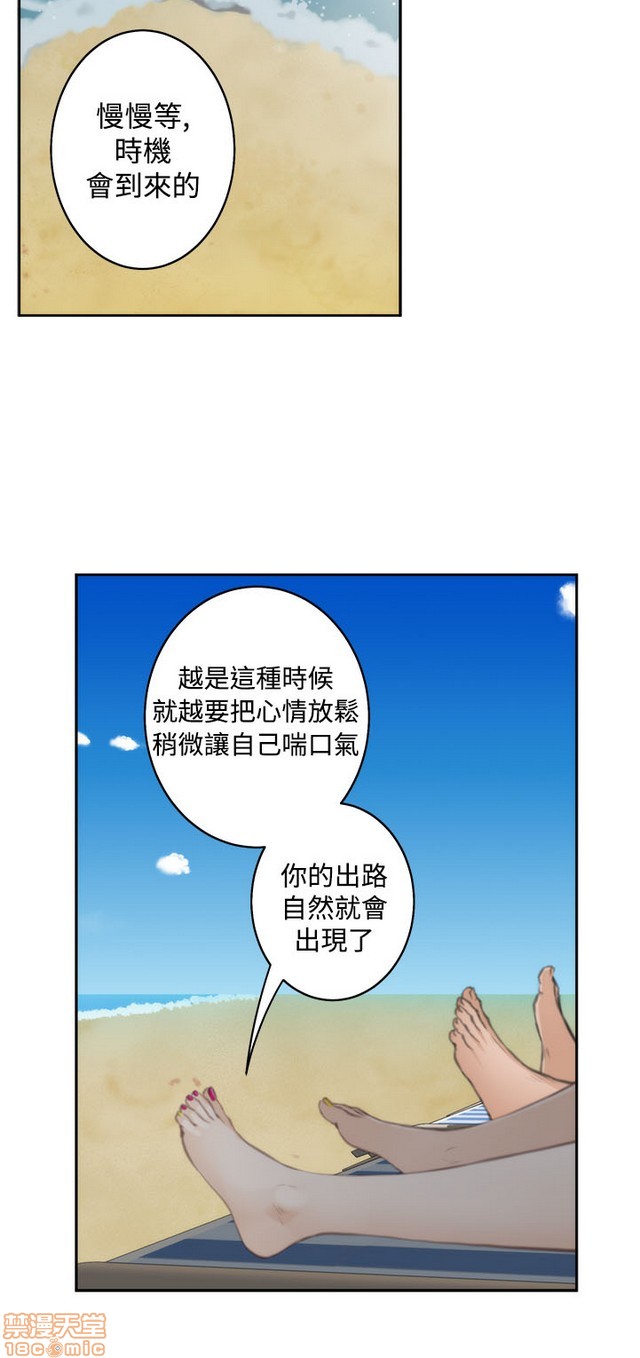 慢慢等,
時機
會到來的
越是這種時候
就越要把心情放鬆
稍微讓自己喘口氣
你的出路
自然就會
出現了
禁漫天堂
18comic